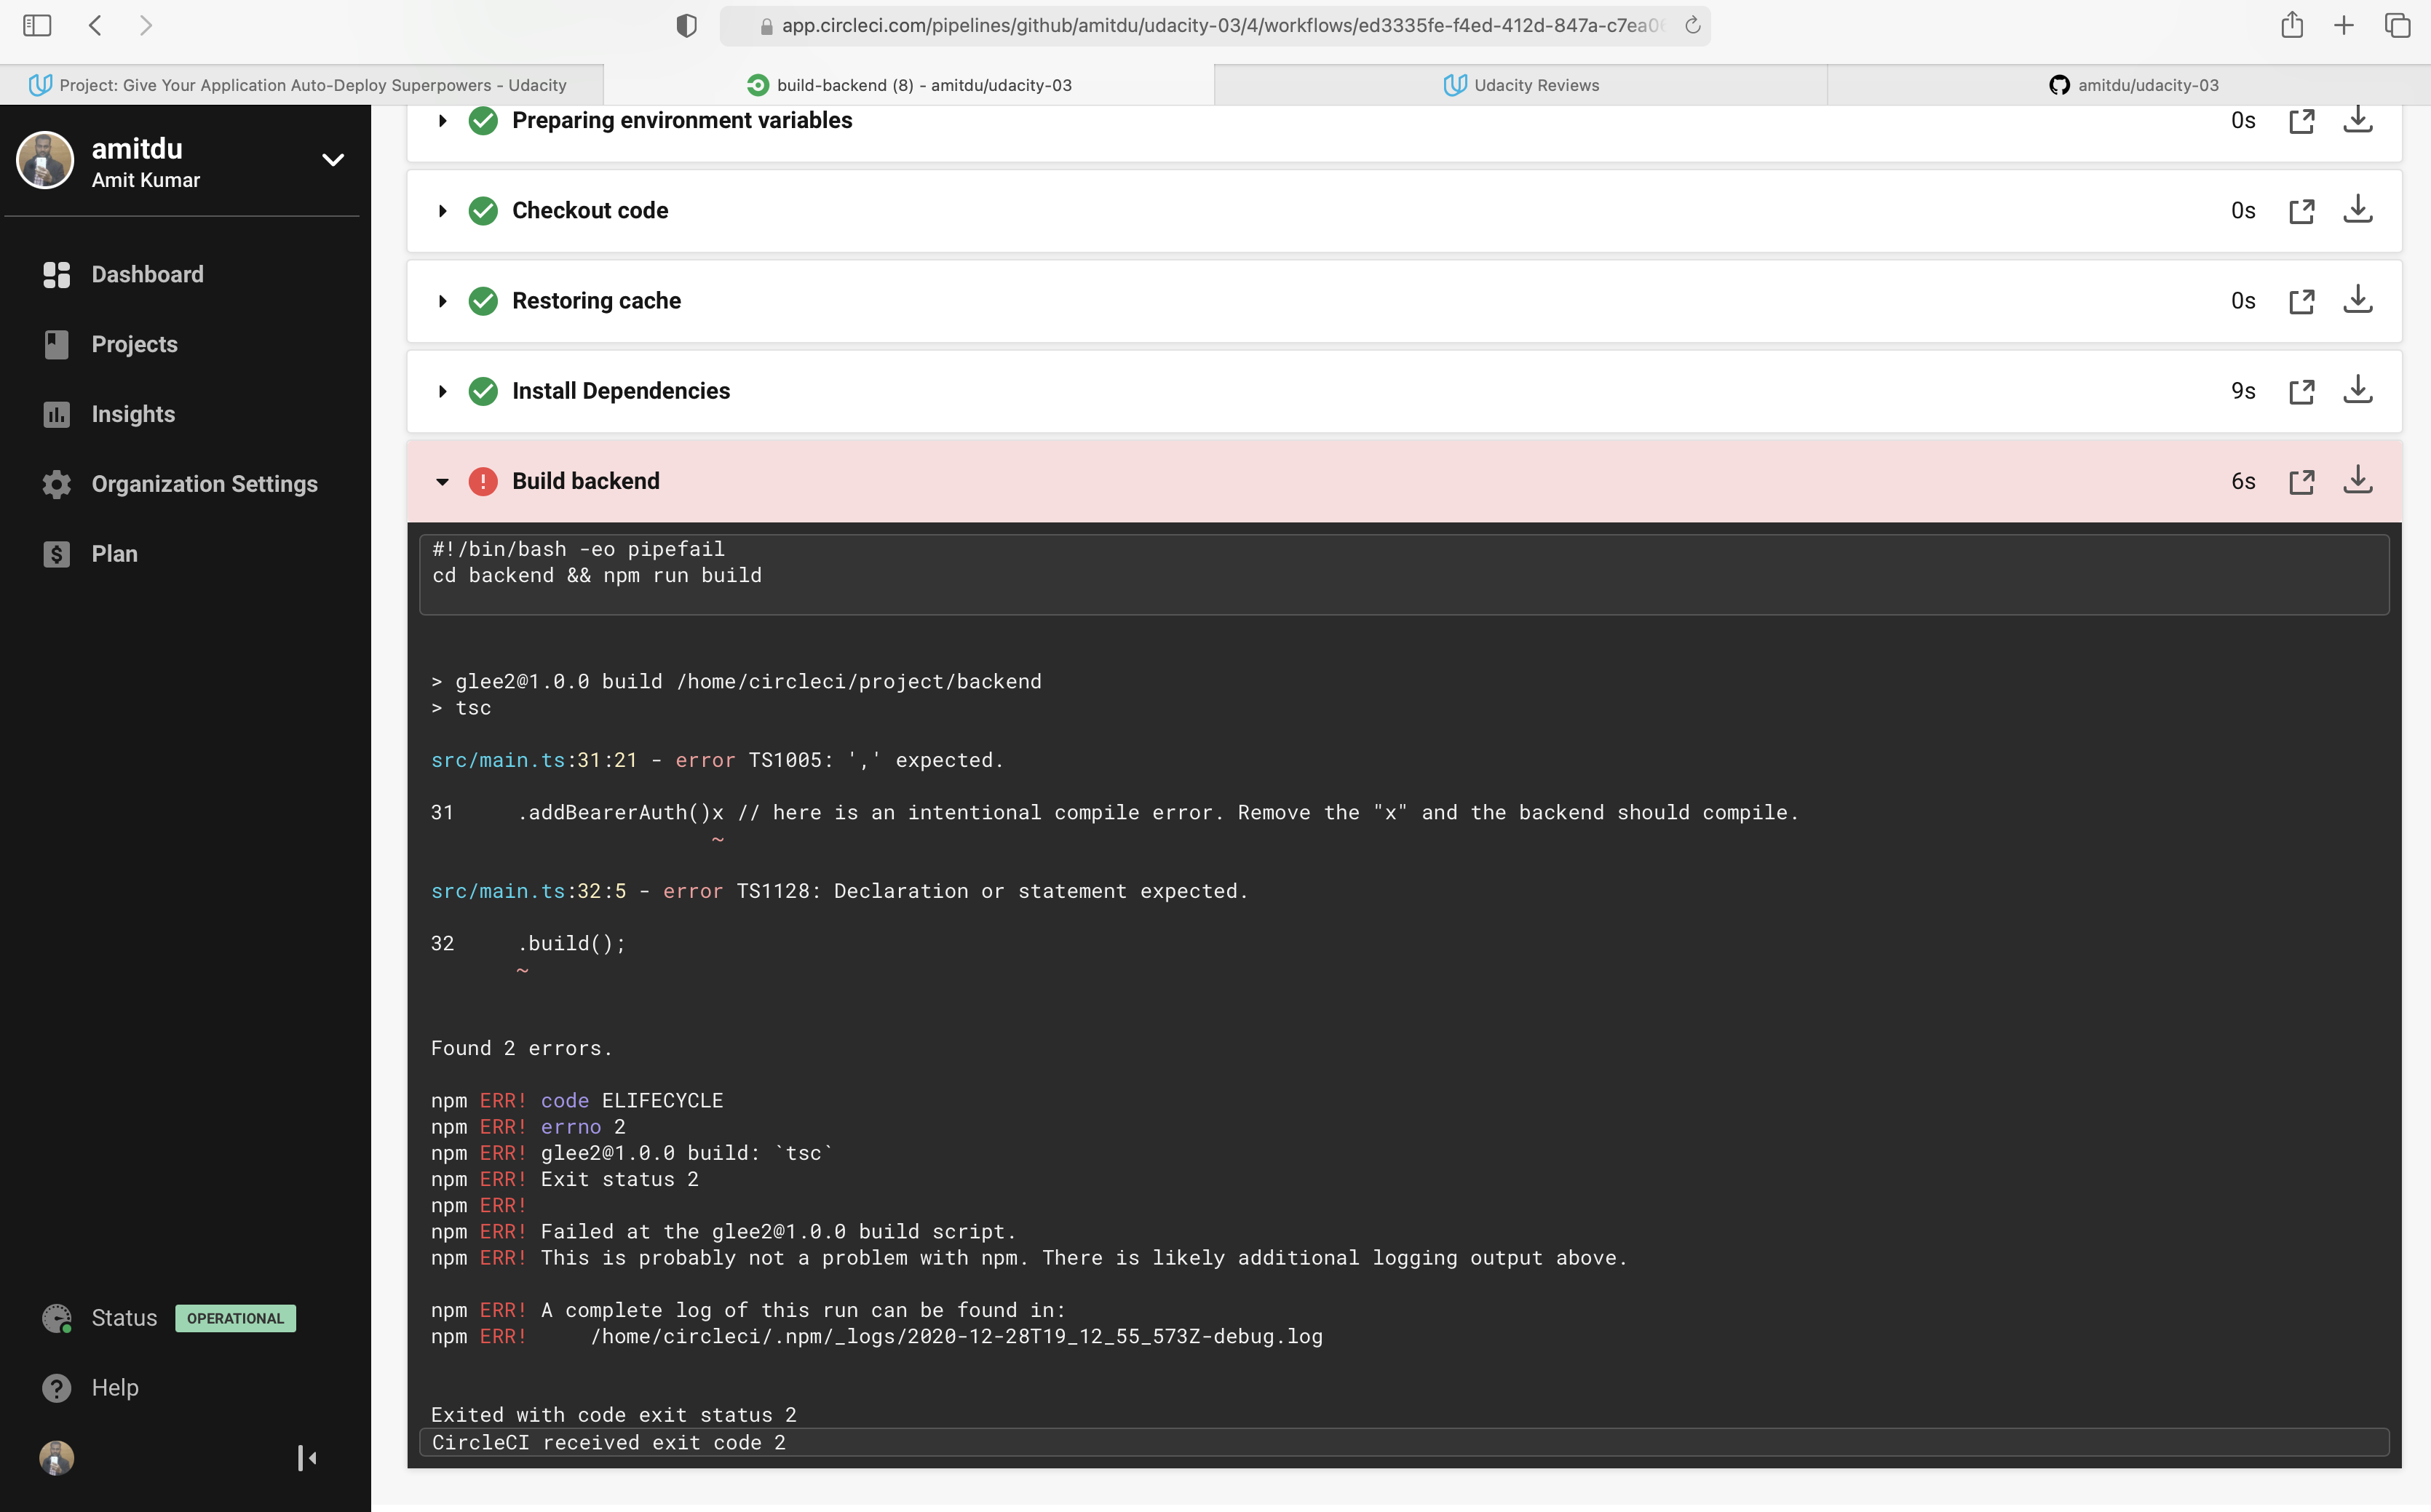 app.circleci.com/pipelines/github/amitdu/udacity-03/4/workflows/ed3335fe-f4ed-412d-847a-c7ea0
Project: Give Your Application Auto-Deploy Superpowers - Udacity
build-backend (8) - amitdu/udacity-03
Udacity Reviews
amitdu/udacity-03
amitdu
Amit Kumar
Dashboard
Projects
Insights
Organization Settings
Plan
Status OPERATIONAL
Help
Preparing environment variables 0s
Checkout code 0s
Restoring cache 0s
Install Dependencies 9s
Build backend 6s
#!/bin/bash -eo pipefail
cd backend && npm run build
> glee2@1.0.0 build /home/circleci/project/backend
> tsc
src/main.ts:31:21 - error TS1005: ',' expected.
31     .addBearerAuth()x // here is an intentional compile error. Remove the "x" and the backend should compile.
~
src/main.ts:32:5 - error TS1128: Declaration or statement expected.
32     .build();
~
Found 2 errors.
npm ERR! code ELIFECYCLE
npm ERR! errno 2
npm ERR! glee2@1.0.0 build: `tsc`
npm ERR! Exit status 2
npm ERR!
npm ERR! Failed at the glee2@1.0.0 build script.
npm ERR! This is probably not a problem with npm. There is likely additional logging output above.
npm ERR! A complete log of this run can be found in:
npm ERR!     /home/circleci/.npm/_logs/2020-12-28T19_12_55_573Z-debug.log
Exited with code exit status 2
CircleCI received exit code 2